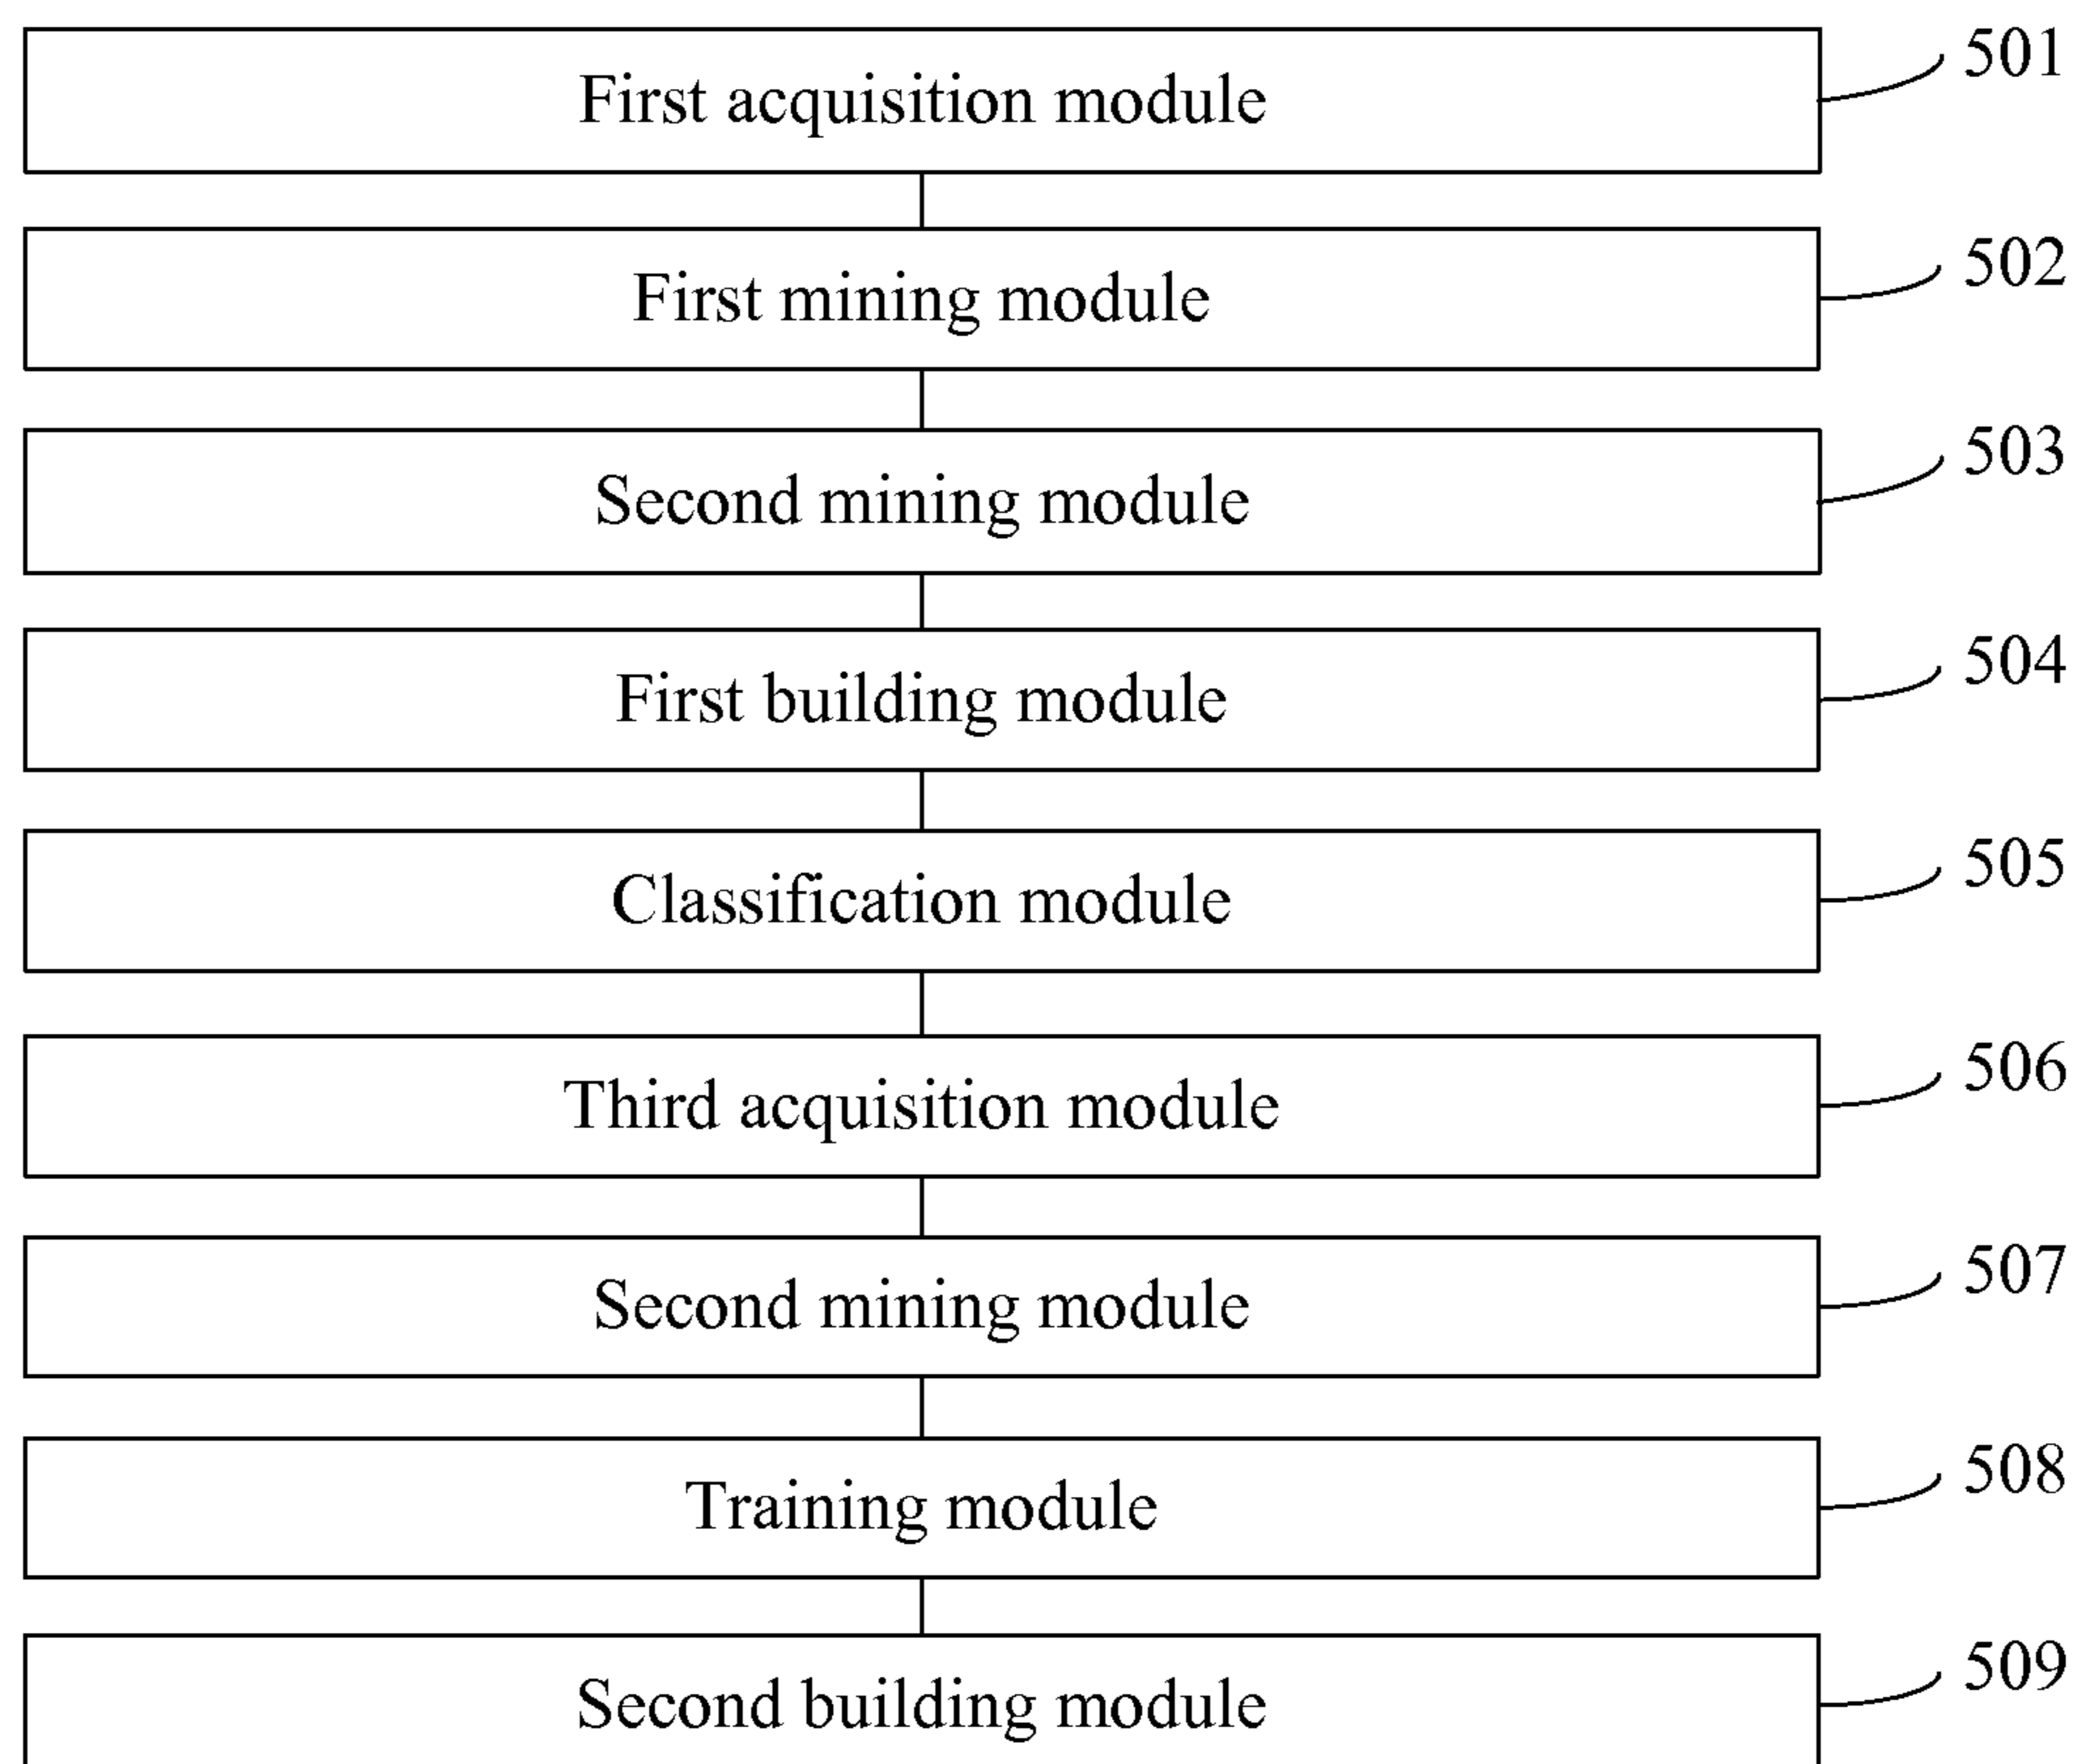 First acquisition module 501
First mining module 502
Second mining module 503
First building module 504
Classification module 505
Third acquisition module 506
Second mining module 507
Training module 508
Second building module 509